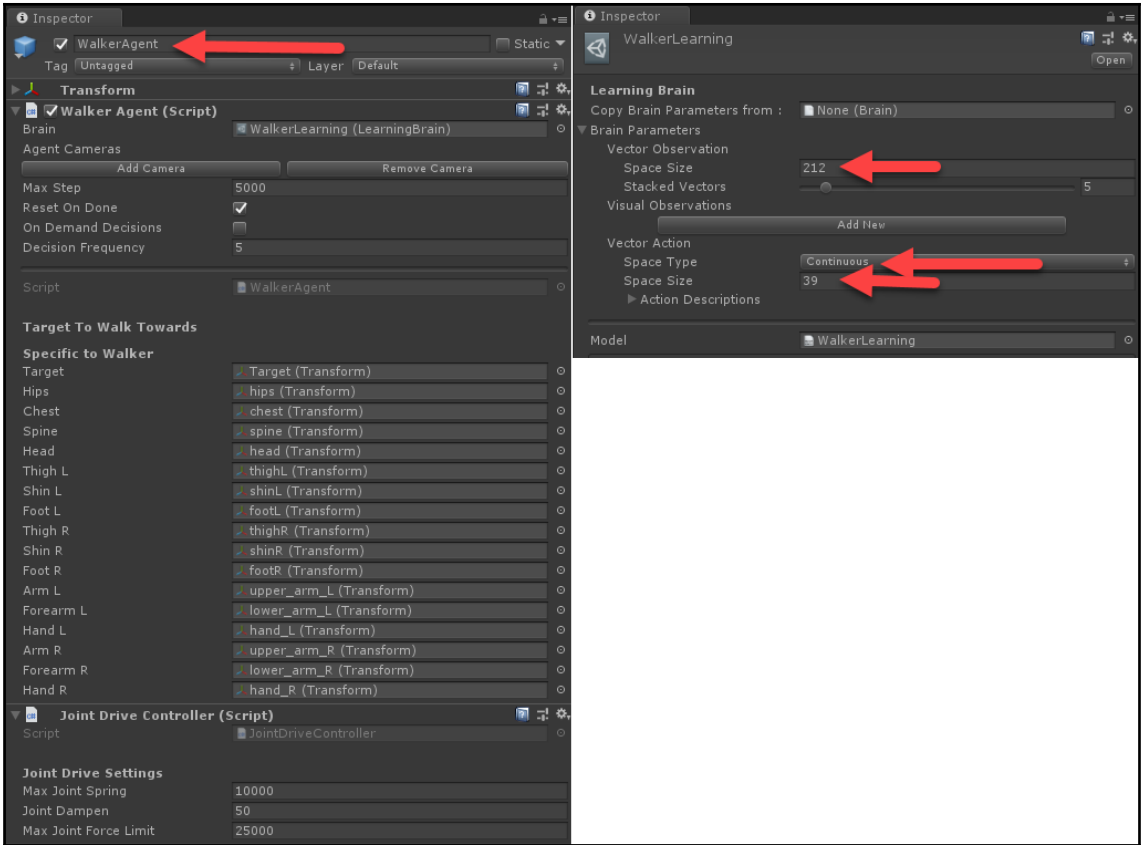 Inspector
WalkerAgent
Static
Tag Untagged Layer Default
Transform
Walker Agent (Script)
Brain WalkerLearning (LearningBrain)
Agent Cameras
Add Camera Remove Camera
Max Step 5000
Reset On Done
On Demand Decisions
Decision Frequency 5
Script WalkerAgent
Target To Walk Towards
Specific to Walker
Target Target (Transform)
Hips hips (Transform)
Chest chest (Transform)
Spine spine (Transform)
Head head (Transform)
Thigh L thighL (Transform)
Shin L shinL (Transform)
Foot L footL (Transform)
Thigh R thighR (Transform)
Shin R shinR (Transform)
Foot R footR (Transform)
Arm L upper_arm_L (Transform)
Forearm L lower_arm_L (Transform)
Hand L hand_L (Transform)
Arm R upper_arm_R (Transform)
Forearm R lower_arm_R (Transform)
Hand R hand_R (Transform)
Joint Drive Controller (Script)
Script JointDriveController
Joint Drive Settings
Max Joint Spring 10000
Joint Dampen 50
Max Joint Force Limit 25000
Inspector
WalkerLearning
Open
Learning Brain
Copy Brain Parameters from : None (Brain)
Brain Parameters
Vector Observation
Space Size 212
Stacked Vectors 5
Visual Observations
Add New
Vector Action
Space Type Continuous
Space Size 39
Action Descriptions
Model WalkerLearning